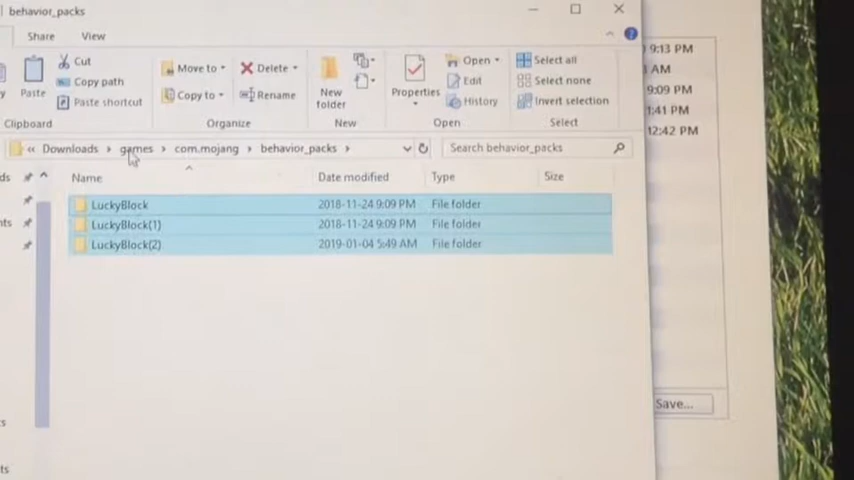 behavior_packs
Share View
9:13 PM
AM
9:09 PM
1:41 PM
12:42 PM
Cut
Copy path
Paste
Paste shortcut
Clipboard
Move to
Copy to
Delete
Rename
Organize
New folder
New
Properties
Open
Edit
History
Open
Select all
Select none
Invert selection
Select
« Downloads > games > com.mojang > behavior_packs >
Search behavior_packs
Name Date modified Type Size
LuckyBlock 2018-11-24 9:09 PM File folder
LuckyBlock(1) 2018-11-24 9:09 PM File folder
LuckyBlock(2) 2019-01-04 5:49 AM File folder
ds
nts
s
ts
Save...